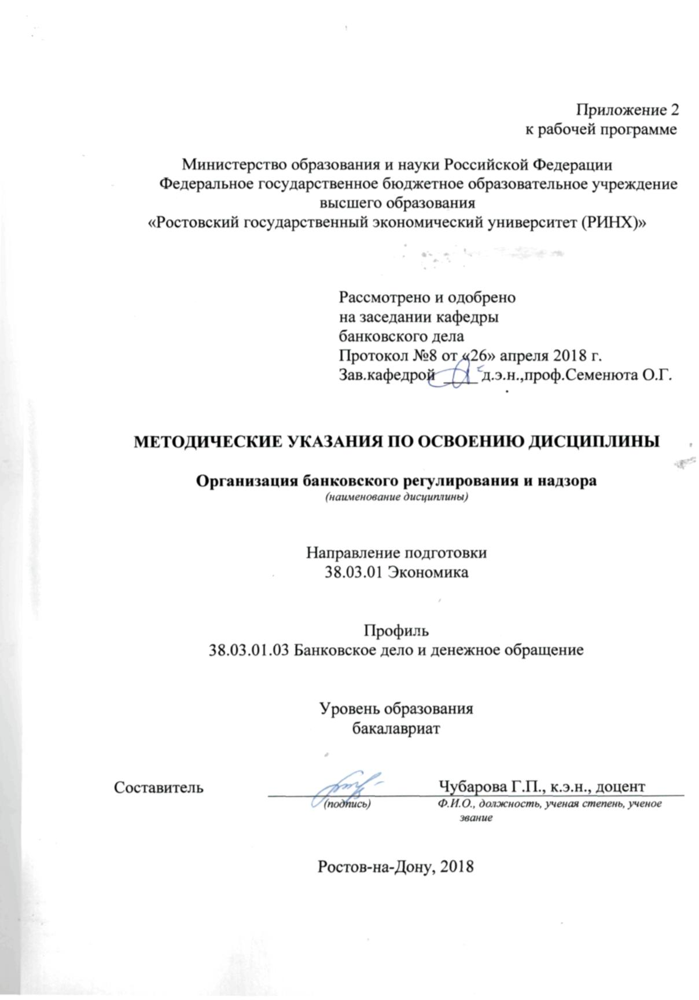 Приложение 2
к рабочей программе
Министерство образования и науки Российской Федерации
Федеральное государственное бюджетное образовательное учреждение
высшего образования
«Ростовский государственный экономический университет (РИНХ)»
Рассмотрено и одобрено
на заседании кафедры
банковского дела
Протокол №8 от «26» апреля 2018 г.
Зав.кафедрой ____ д.э.н.,проф.Семенюта О.Г.
МЕТОДИЧЕСКИЕ УКАЗАНИЯ ПО ОСВОЕНИЮ ДИСЦИПЛИНЫ
Организация банковского регулирования и надзора
(наименование дисциплины)
Направление подготовки
38.03.01 Экономика
Профиль
38.03.01.03 Банковское дело и денежное обращение
Уровень образования
бакалавриат
Составитель Чубарова Г.П., к.э.н., доцент
(подпись) Ф.И.О., должность, ученая степень, ученое
звание
Ростов-на-Дону, 2018